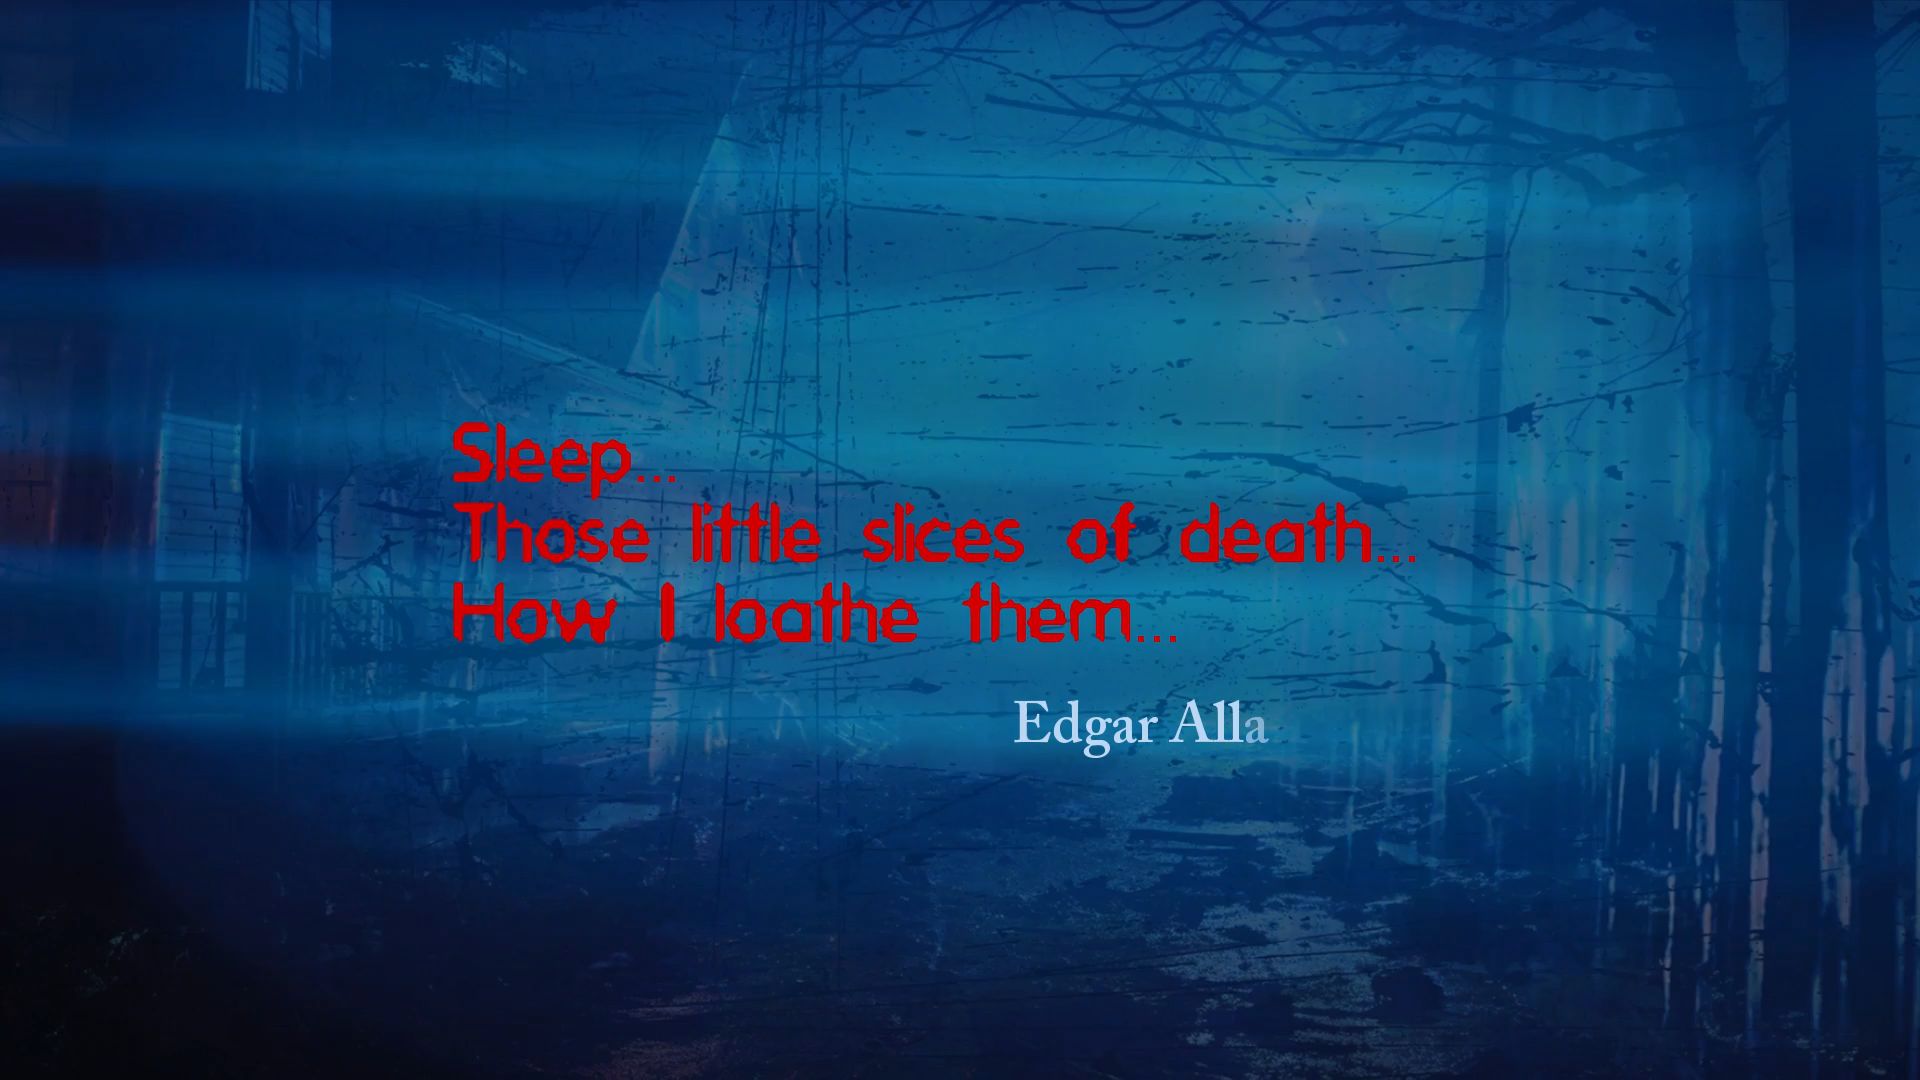 Sleep...
Those little slices of death...
How I loathe them...
Edgar Alla